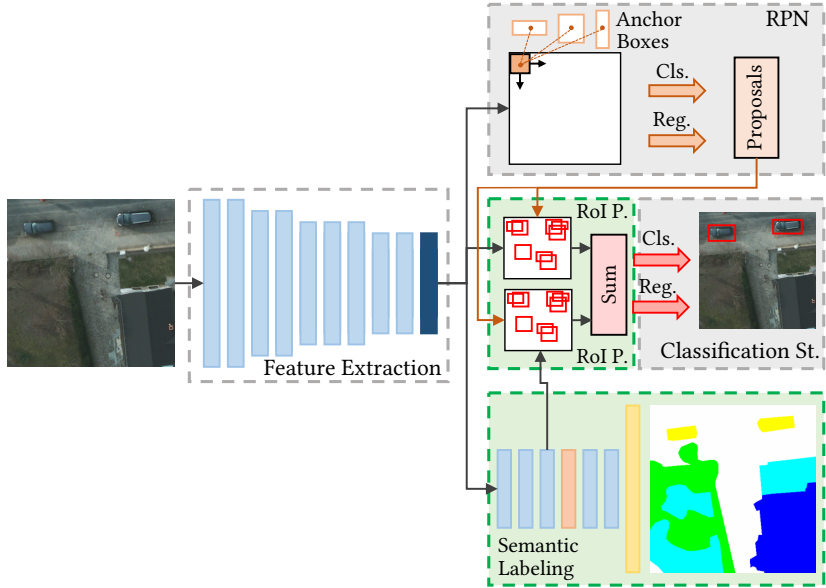 Anchor
Boxes
RPN
Cls.
Reg.
Proposals
RoI P.
Cls.
Sum
Reg.
RoI P.
Classification St.
Feature Extraction
Semantic
Labeling